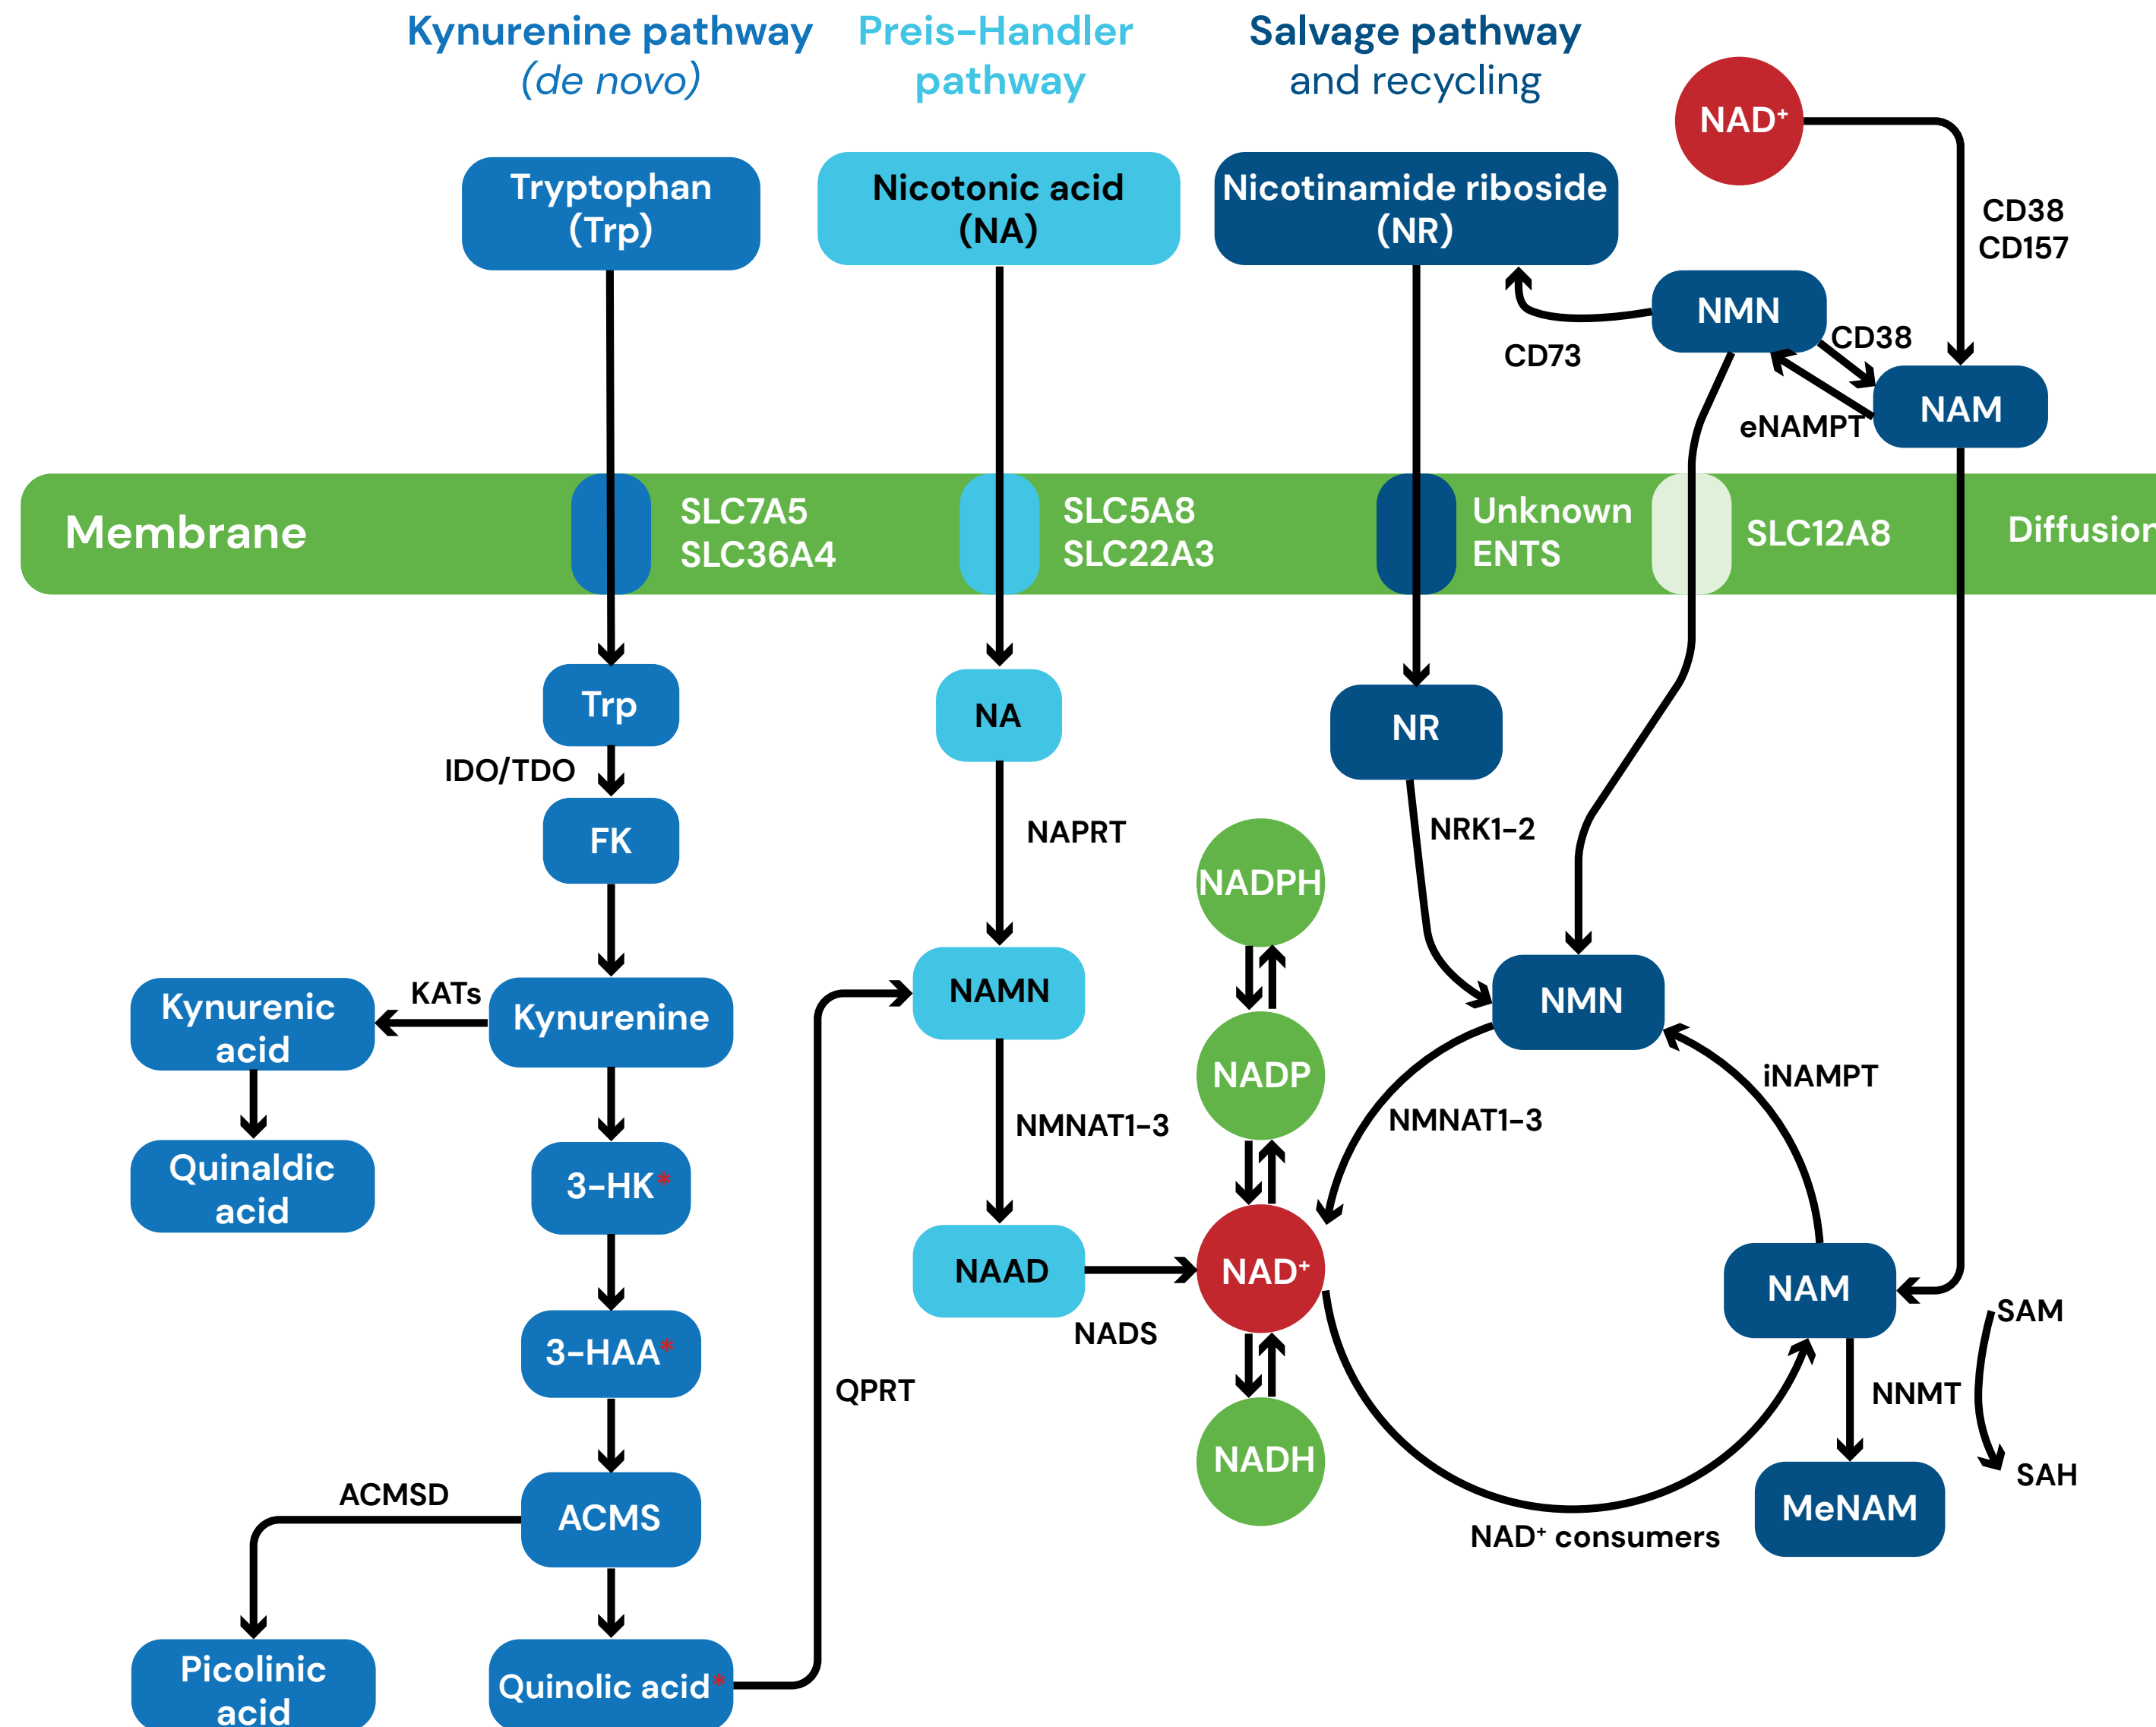 Kynurenine pathway
(de novo)
Preis-Handler
pathway
Salvage pathway
and recycling
NAD+
Tryptophan
(Trp)
Nicotonic acid
(NA)
Nicotinamide riboside
(NR)
CD38
CD157
NMN
CD38
CD73
NAM
eNAMPT
Membrane
SLC7A5
SLC36A4
SLC5A8
SLC22A3
Unknown
ENTS
SLC12A8
Diffusion
Trp
NA
NR
IDO/TDO
FK
NAPRT
NRK1-2
NADPH
Kynurenic
acid
KATs
Kynurenine
NAMN
NMN
NADP
iNAMPT
NMNAT1-3
NMNAT1-3
Quinaldic
acid
3-HK*
NAAD
NAD+
NAM
SAM
NADS
3-HAA*
QPRT
NNMT
NADH
SAH
ACMSD
ACMS
MeNAM
NAD+ consumers
Picolinic
acid
Quinolic acid*